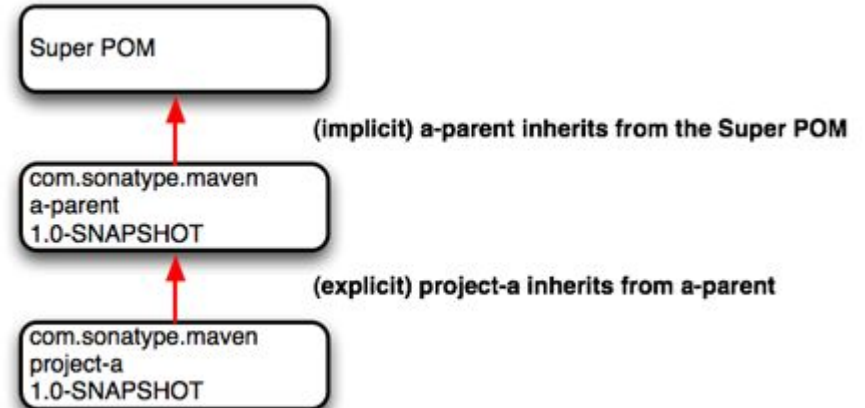 Super POM
(implicit) a-parent inherits from the Super POM
com.sonatype.maven
a-parent
1.0-SNAPSHOT
(explicit) project-a inherits from a-parent
com.sonatype.maven
project-a
1.0-SNAPSHOT